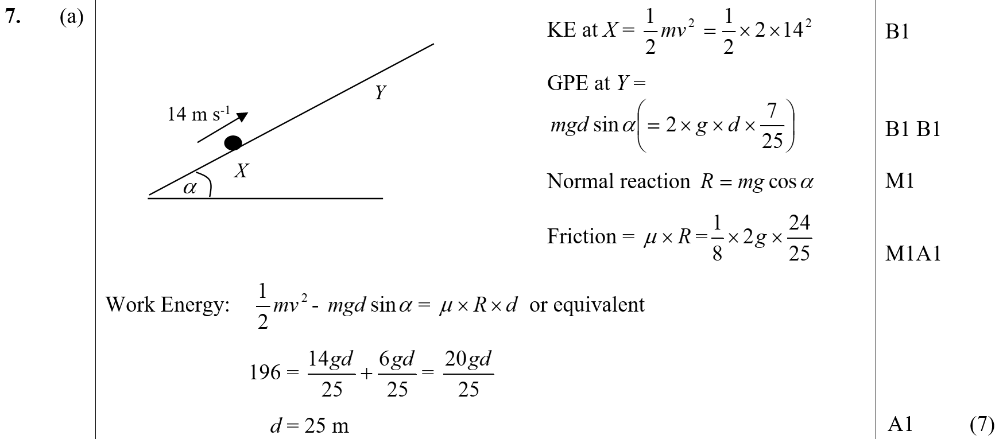 7. (a)
KE at X = 1/2 mv² = 1/2 × 2 × 14² B1
GPE at Y =
mgd sin α (= 2 × g × d × 7/25) B1 B1
Y
14 m s⁻¹
X
α
Normal reaction R = mg cos α M1
Friction = μ × R = 1/8 × 2g × 24/25 M1A1
Work Energy: 1/2 mv² - mgd sin α = μ × R × d or equivalent
196 = 14gd/25 + 6gd/25 = 20gd/25
d = 25 m A1 (7)